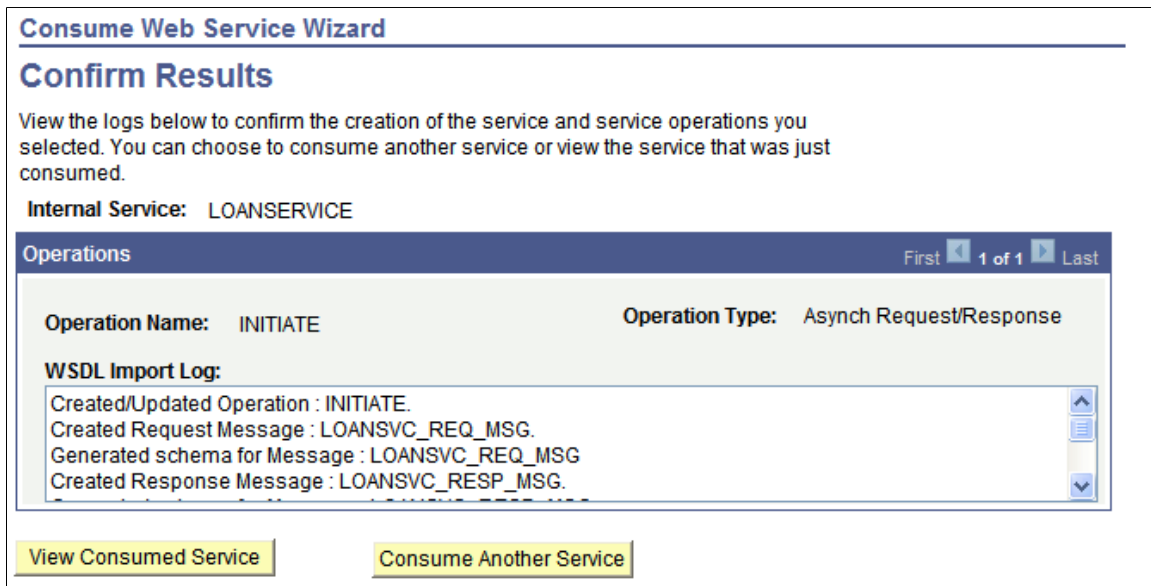 Consume Web Service Wizard
Confirm Results
View the logs below to confirm the creation of the service and service operations you
selected. You can choose to consume another service or view the service that was just
consumed.
Internal Service: LOANSERVICE
Operations First 1 of 1 Last
Operation Name: INITIATE Operation Type: Asynch Request/Response
WSDL Import Log:
Created/Updated Operation : INITIATE.
Created Request Message : LOANSVC_REQ_MSG.
Generated schema for Message : LOANSVC_REQ_MSG
Created Response Message : LOANSVC_RESP_MSG.
View Consumed Service Consume Another Service